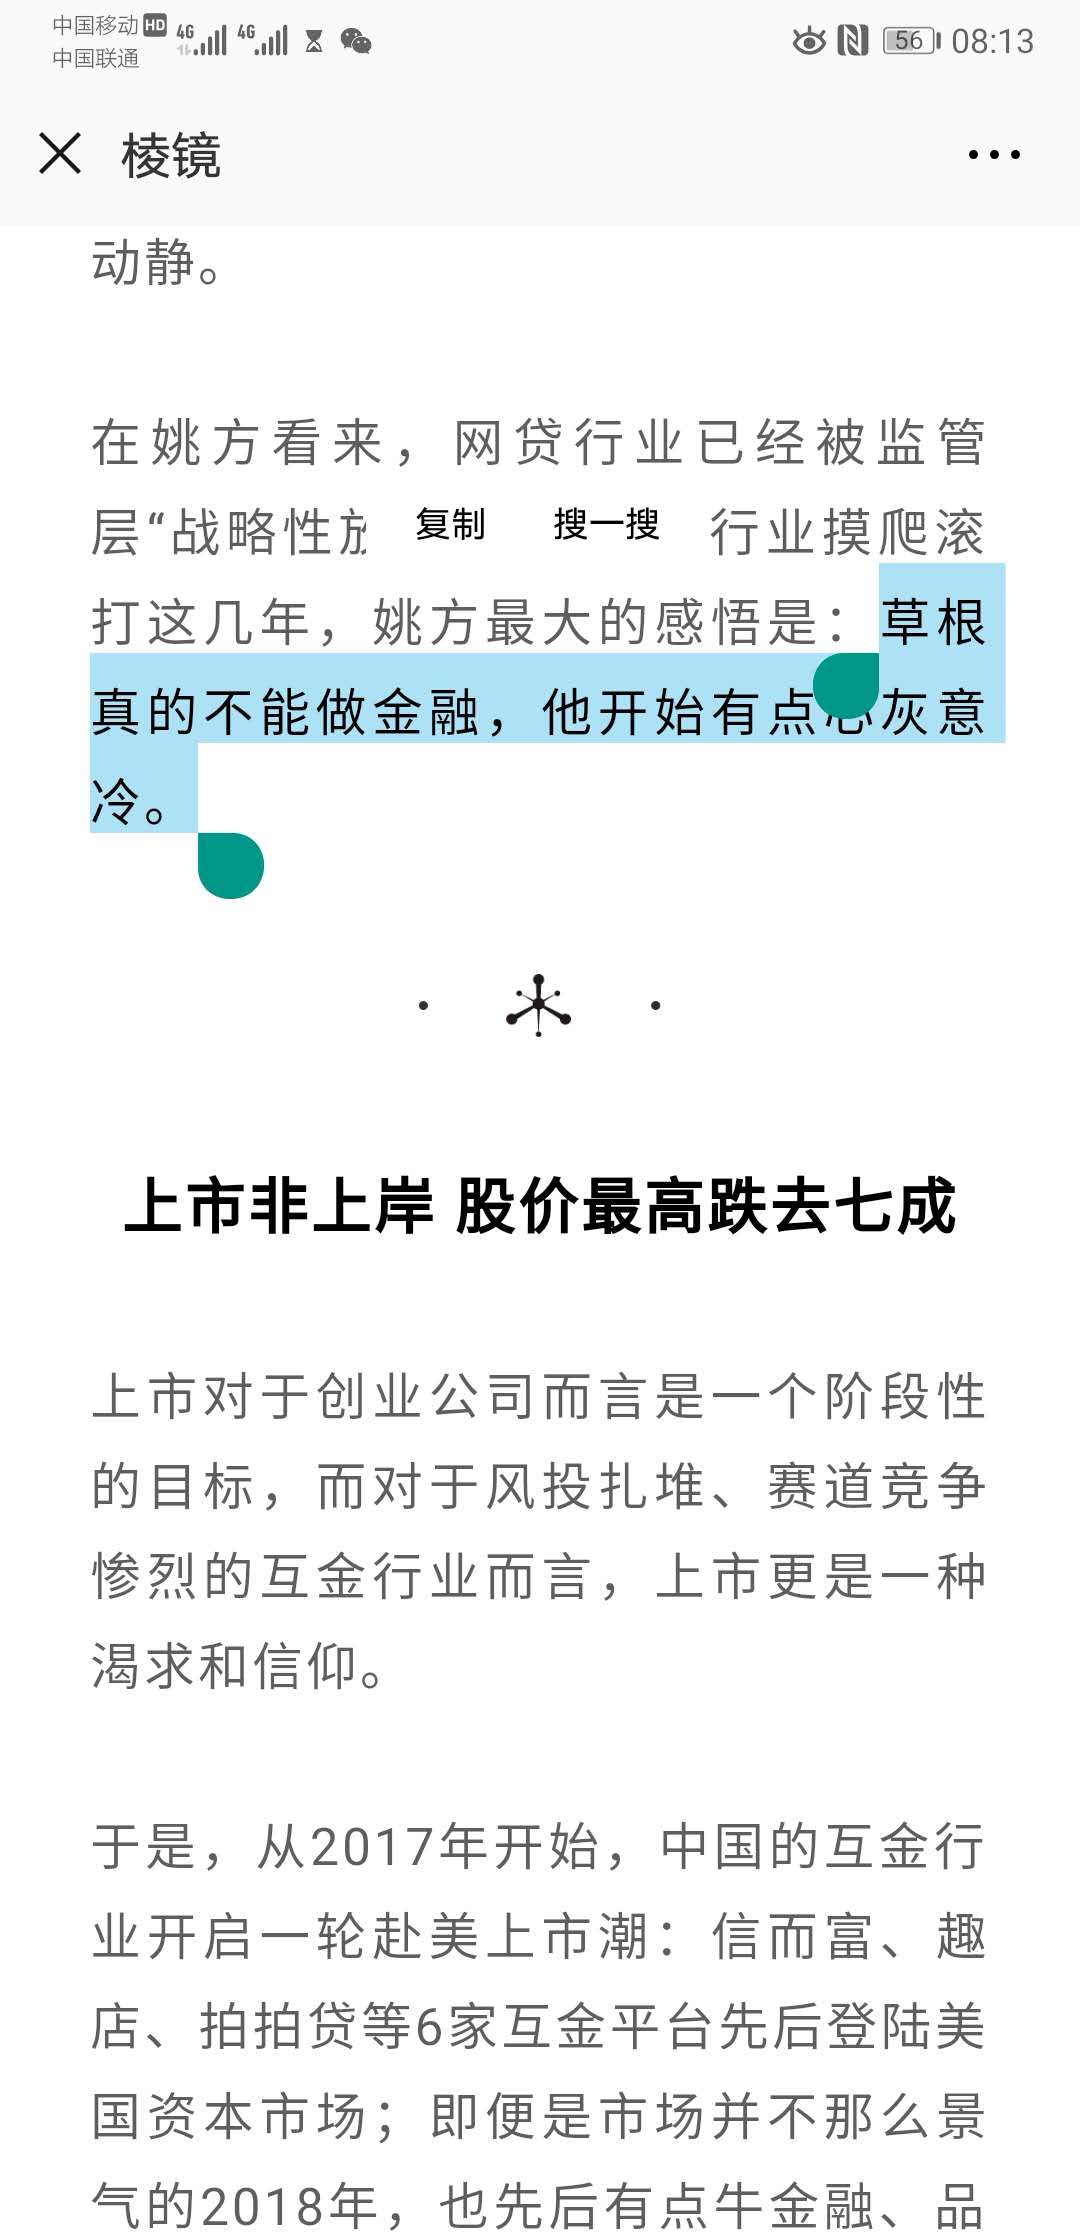 中国移动 HD 4G 4G 56 08:13
中国联通
棱镜
动静。
在姚方看来，网贷行业已经被监管
层“战略性 复制 搜一搜 行业摸爬滚
打这几年，姚方最大的感悟是：草根
真的不能做金融，他开始有点心灰意
冷。
上市非上岸 股价最高跌去七成
上市对于创业公司而言是一个阶段性
的目标，而对于风投扎堆、赛道竞争
惨烈的互金行业而言，上市更是一种
渴求和信仰。
于是，从2017年开始，中国的互金行
业开启一轮赴美上市潮：信而富、趣
店、拍拍贷等6家互金平台先后登陆美
国资本市场；即便是市场并不那么景
气的2018年，也先后有点牛金融、品